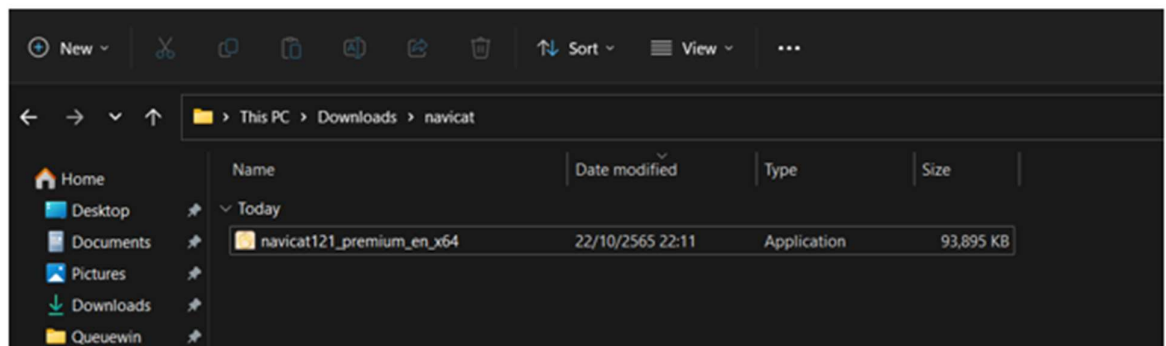 New Sort View ...
This PC > Downloads > navicat
Home
Desktop
Documents
Pictures
Downloads
Queuewin
Name Date modified Type Size
Today
navicat121_premium_en_x64 22/10/2565 22:11 Application 93,895 KB